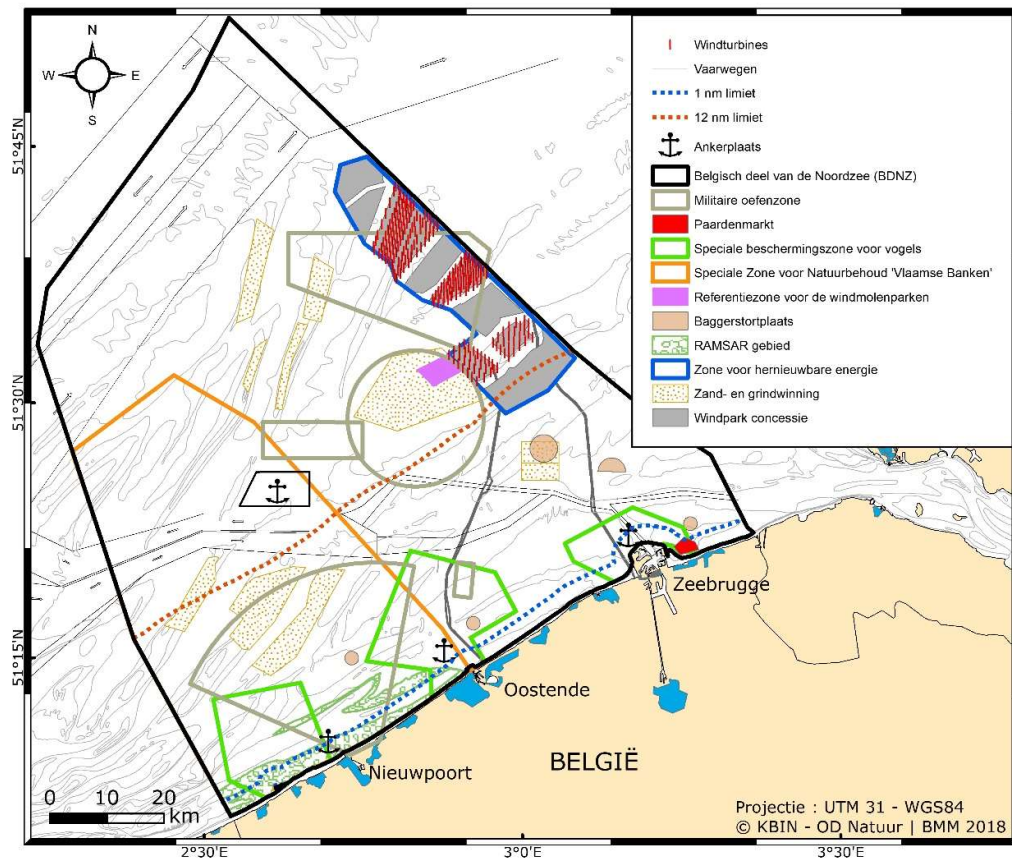 N
W E
S
Windturbines
Vaarwegen
1 nm limiet
12 nm limiet
Ankerplaats
Belgisch deel van de Noordzee (BDNZ)
Militaire oefenzone
Paardenmarkt
Speciale beschermingszone voor vogels
Speciale Zone voor Natuurbehoud 'Vlaamse Banken'
Referentiezone voor de windmolenparken
Baggerstortplaats
RAMSAR gebied
Zone voor hernieuwbare energie
Zand- en grindwinning
Windpark concessie
51°45'N
51°30'N
51°15'N
Zeebrugge
Oostende
Nieuwpoort
BELGIË
0 10 20
km
Projectie : UTM 31 - WGS84
© KBIN - OD Natuur | BMM 2018
2°30'E 3°0'E 3°30'E